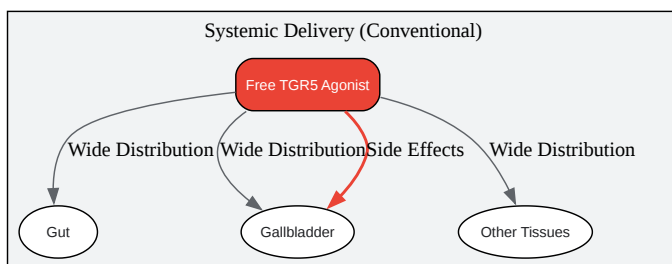 Systemic Delivery (Conventional)
Free TGR5 Agonist
Wide Distribution
Wide Distribution
Side Effects
Wide Distribution
Gut
Gallbladder
Other Tissues